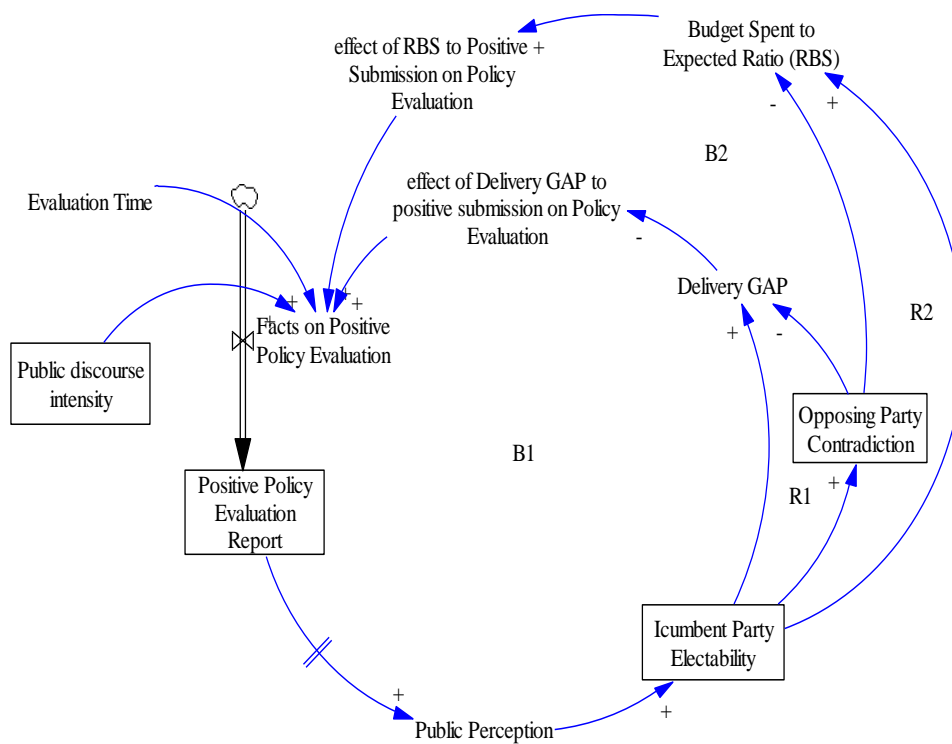 Budget Spent to
Expected Ratio (RBS)
-
+
effect of RBS to Positive +
Submission on Policy
Evaluation
B2
effect of Delivery GAP to
positive submission on Policy
Evaluation
-
Evaluation Time
Delivery GAP
+
-
R2
+
+
+
+
Facts on Positive
Policy Evaluation
Public discourse
intensity
Opposing Party
Contradiction
B1
+
R1
Positive Policy
Evaluation
Report
Icumbent Party
Electability
+
Public Perception
+